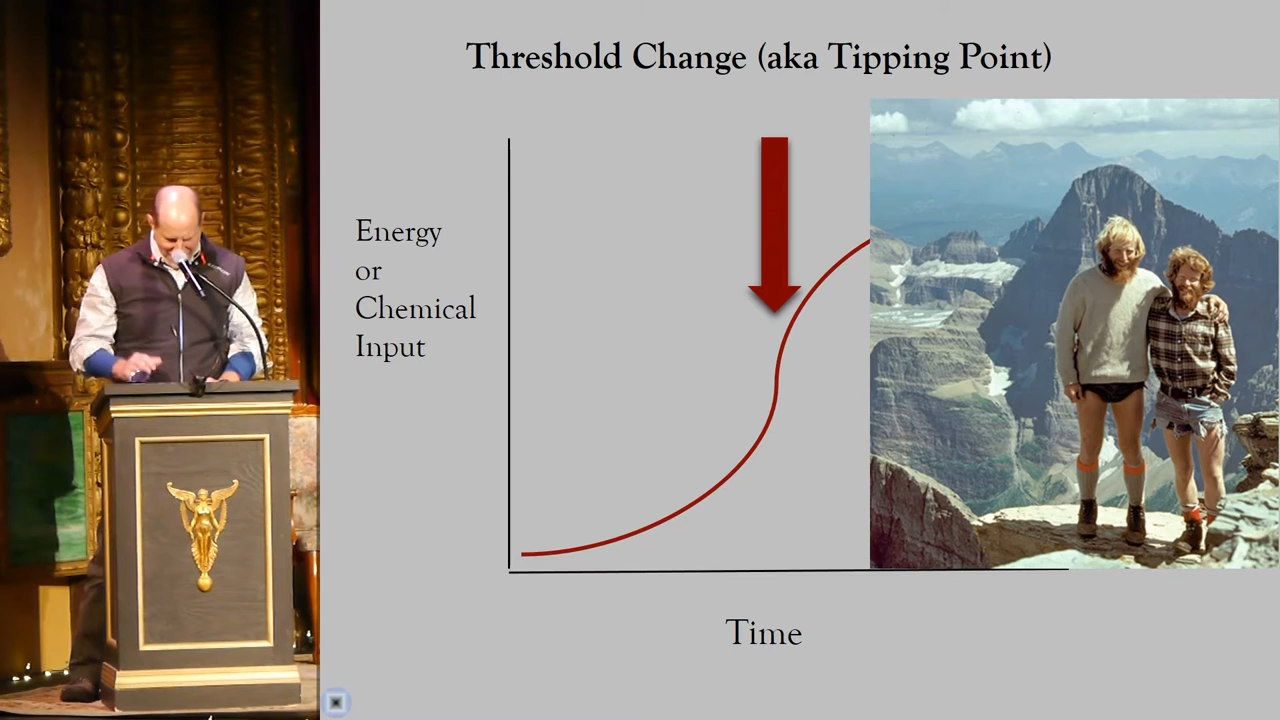 Threshold Change (aka Tipping Point)
Energy
or
Chemical
Input
Time